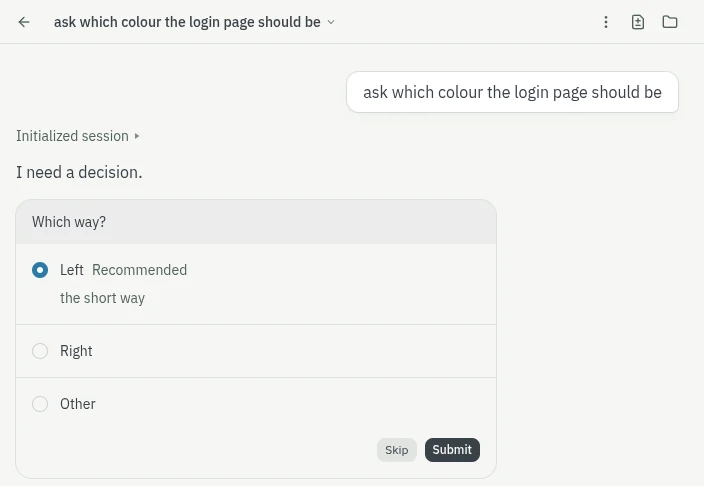 ask which colour the login page should be
ask which colour the login page should be
Initialized session
I need a decision.
Which way?
Left Recommended
the short way
Right
Other
Skip Submit